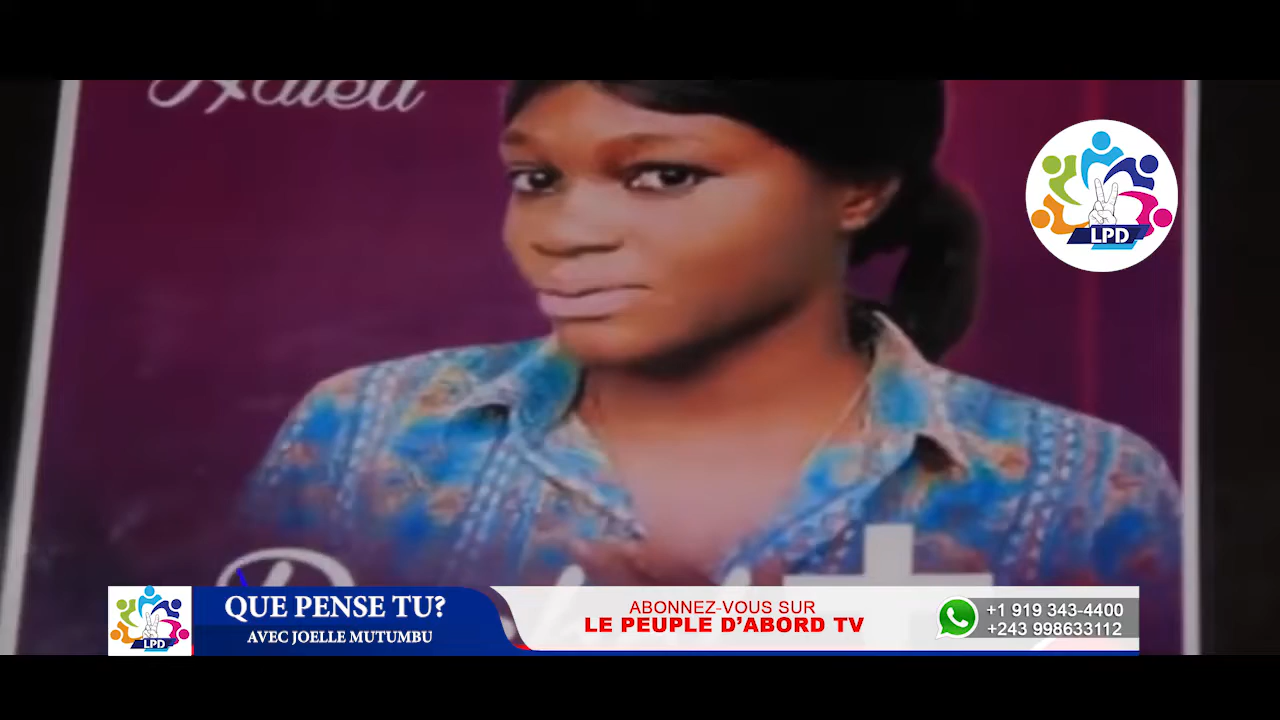 LPD
QUE PENSE TU?
AVEC JOELLE MUTUMBU
LPD
ABONNEZ-VOUS SUR
LE PEUPLE D’ABORD TV
+1 919 343-4400
+243 998633112